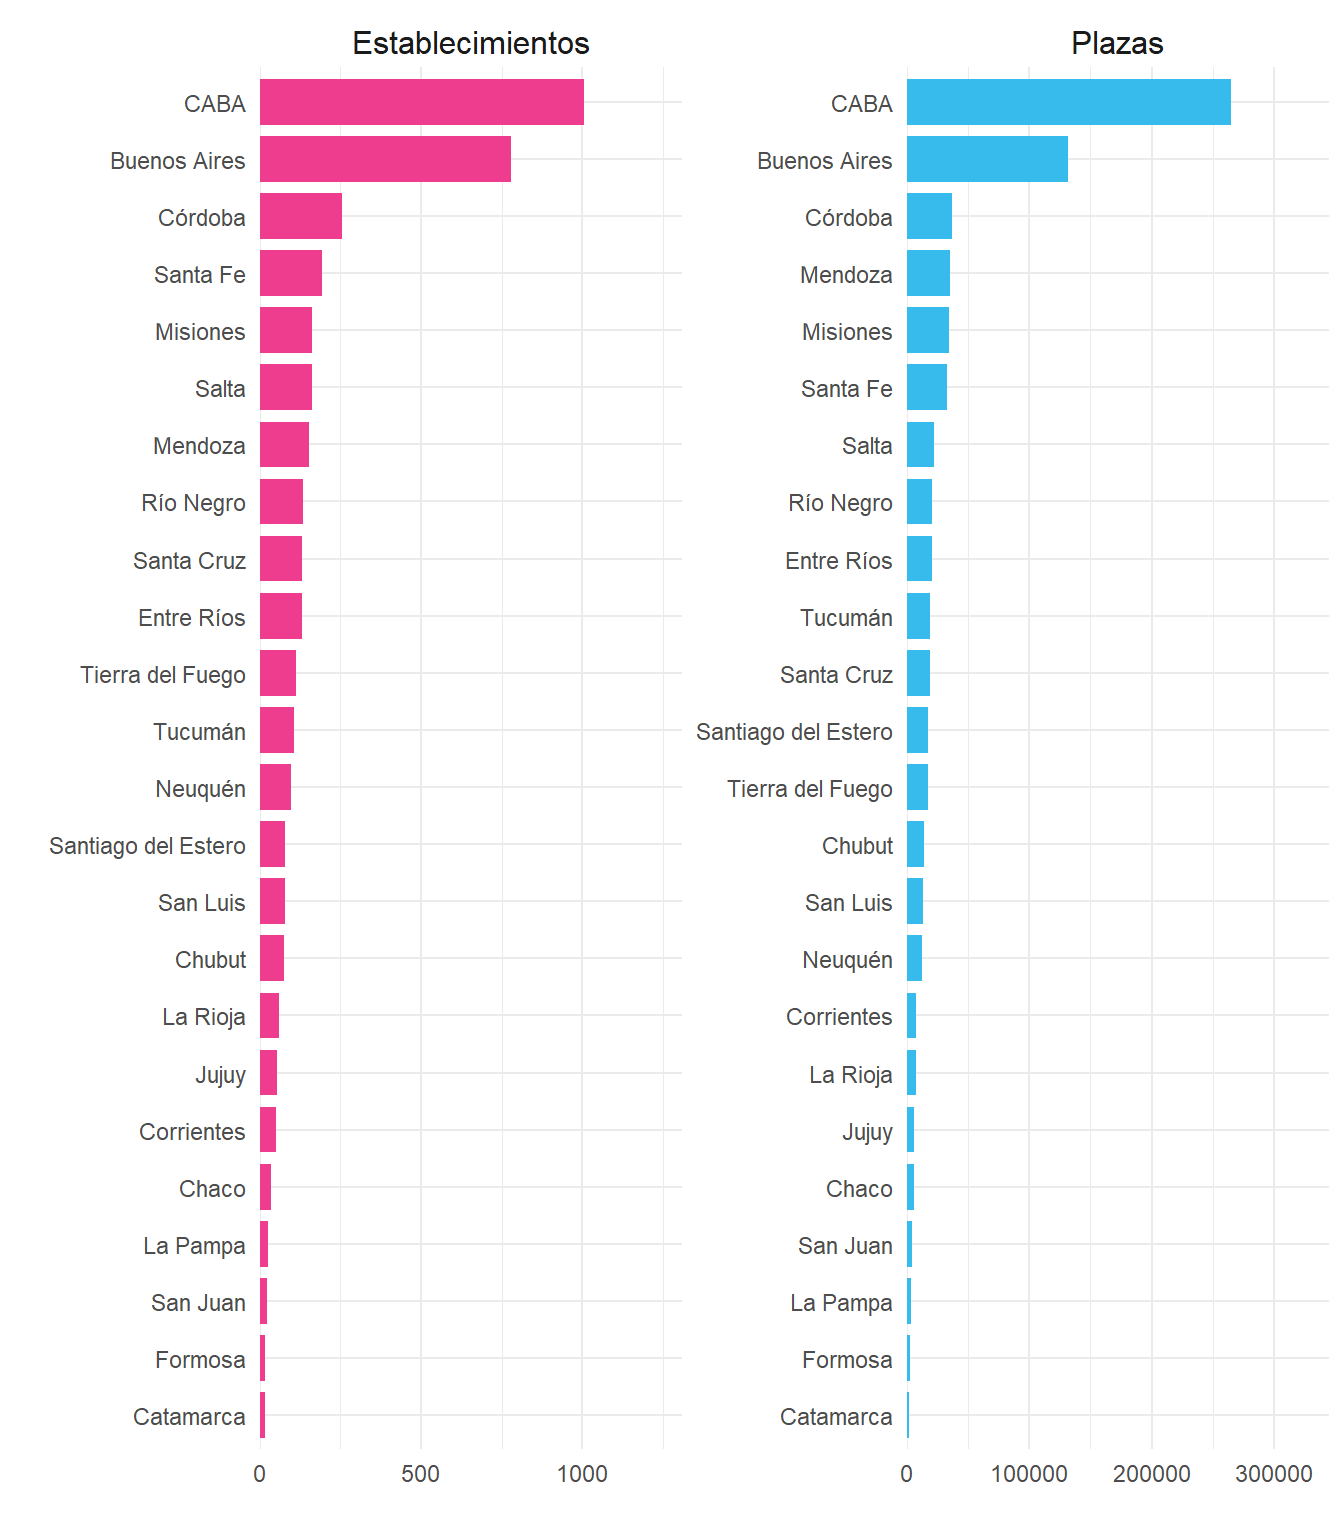 Establecimientos
CABA
Buenos Aires
Córdoba
Santa Fe
Misiones
Salta
Mendoza
Río Negro
Santa Cruz
Entre Ríos
Tierra del Fuego
Tucumán
Neuquén
Santiago del Estero
San Luis
Chubut
La Rioja
Jujuy
Corrientes
Chaco
La Pampa
San Juan
Formosa
Catamarca
0 500 1000
Plazas
CABA
Buenos Aires
Córdoba
Mendoza
Misiones
Santa Fe
Salta
Río Negro
Entre Ríos
Tucumán
Santa Cruz
Santiago del Estero
Tierra del Fuego
Chubut
San Luis
Neuquén
Corrientes
La Rioja
Jujuy
Chaco
San Juan
La Pampa
Formosa
Catamarca
0 100000 200000 300000